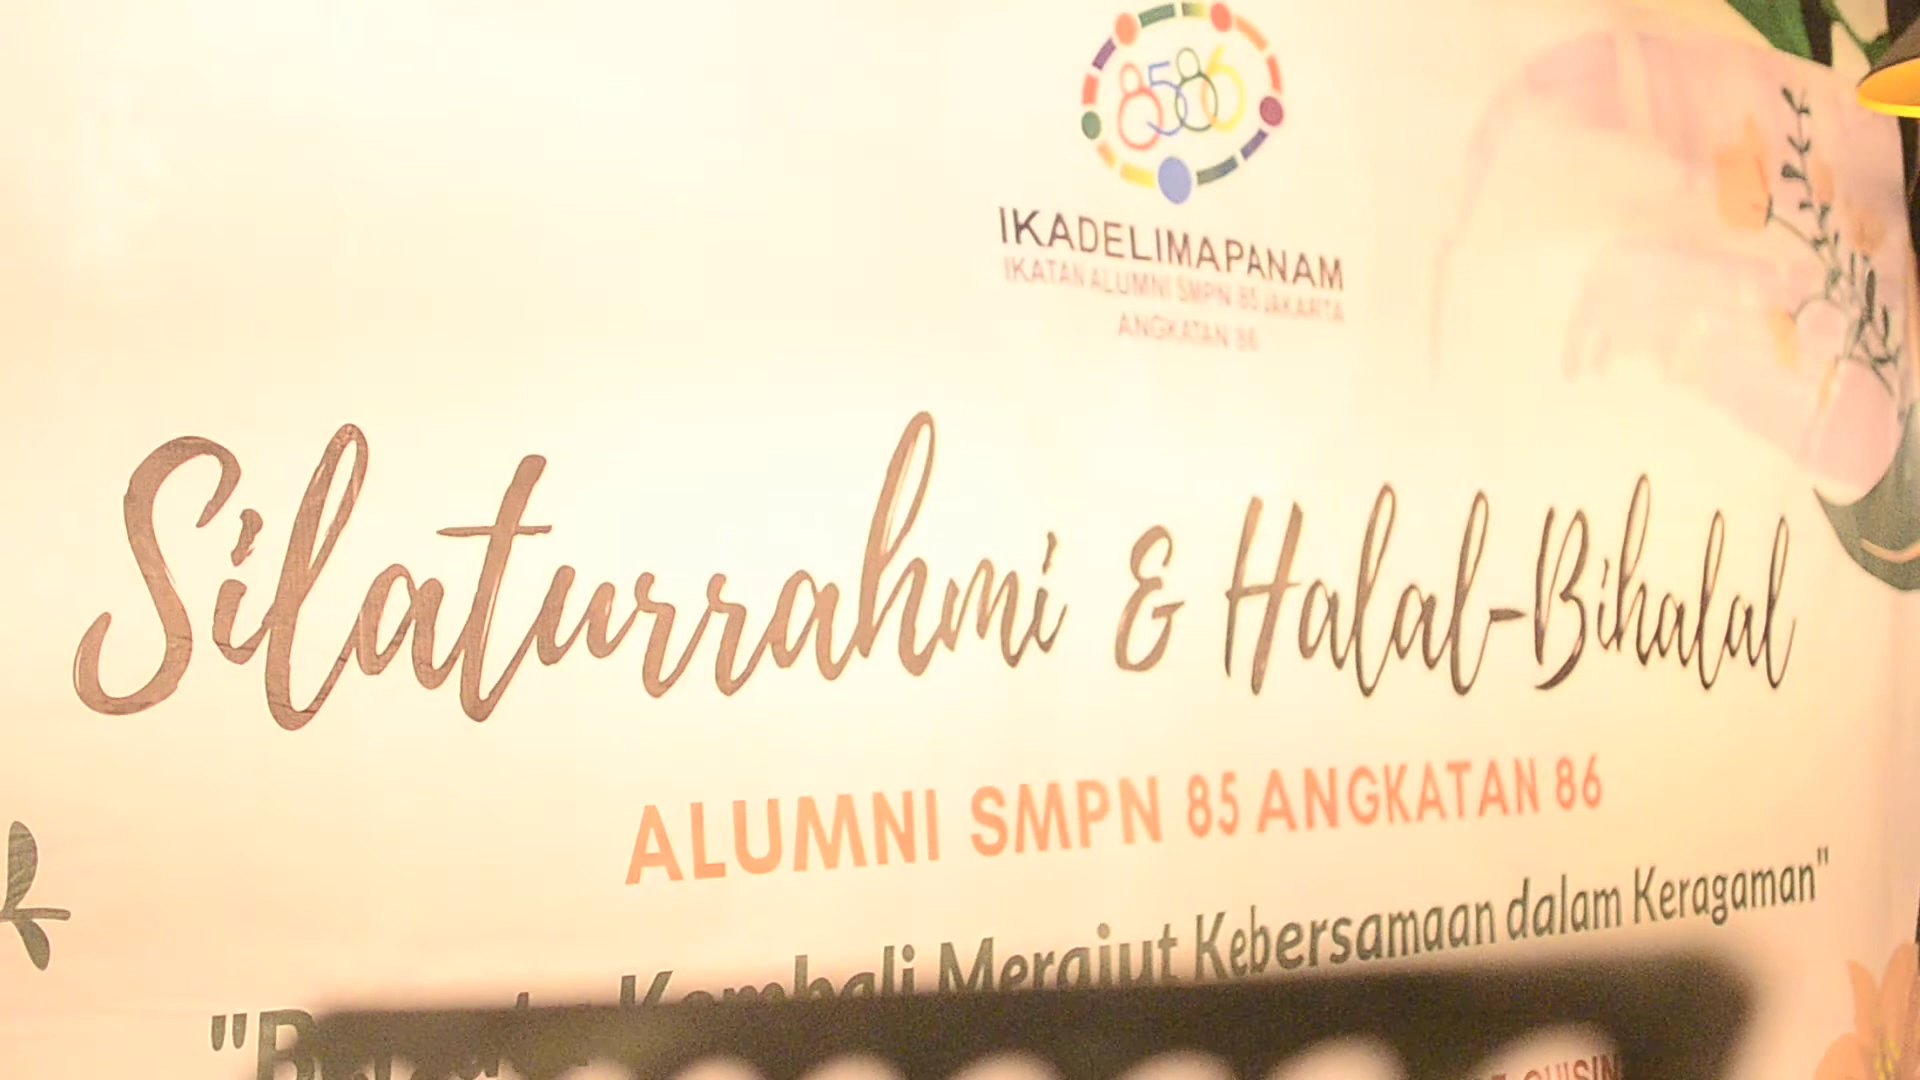 8586
IKADELIMAPANAM
IKATAN ALUMNI SMPN 85 JAKARTA
ANGKATAN 86
Silaturrahmi & Halal-Bihalal
ALUMNI SMPN 85 ANGKATAN 86
Kembali Merajut Kebersamaan dalam Keragaman"